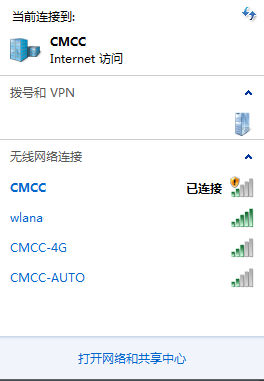 当前连接到:
CMCC
Internet 访问
拨号和 VPN
无线网络连接
CMCC 已连接
wlana
CMCC-4G
CMCC-AUTO
打开网络和共享中心